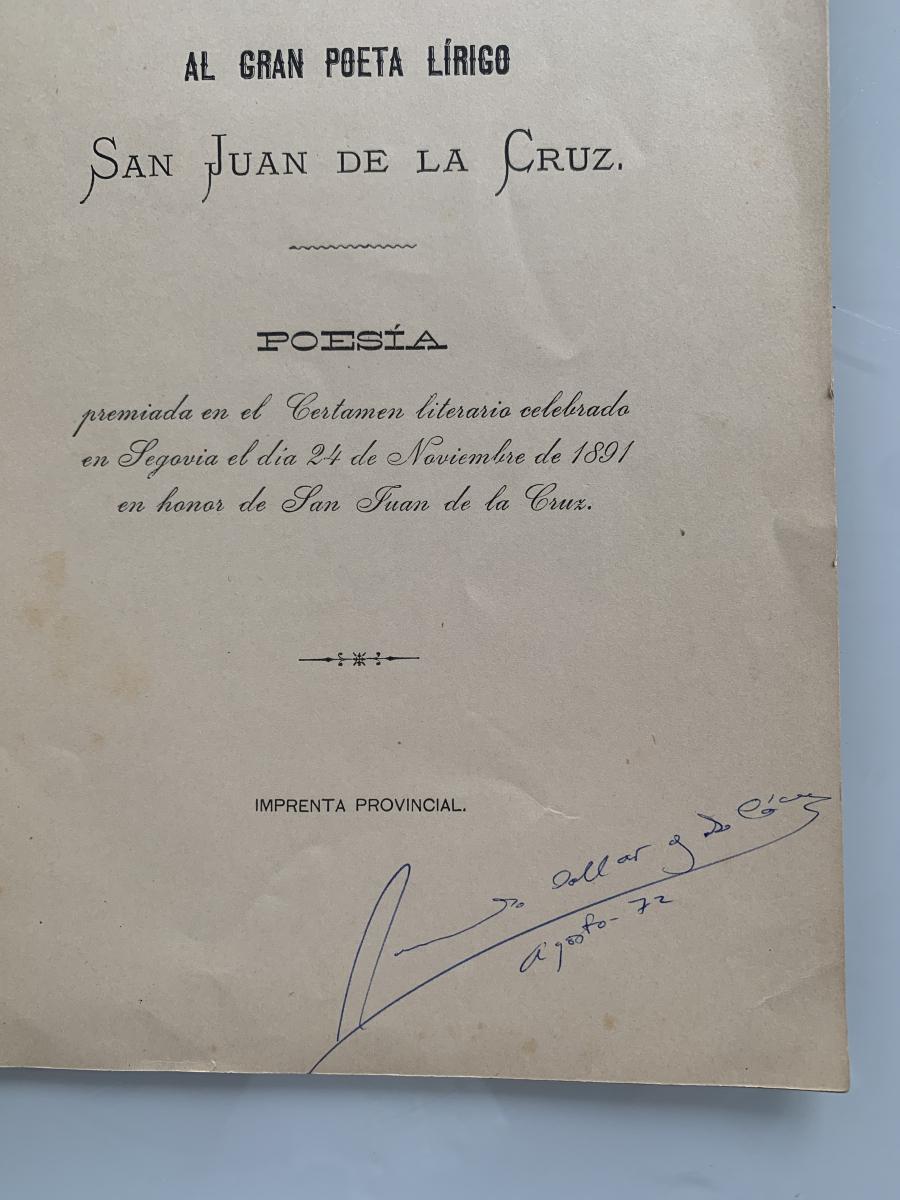 AL GRAN POETA LÍRIGO
SAN JUAN DE LA CRUZ.
POESÍA
premiada en el Certamen literario celebrado
en Segovia el día 24 de Noviembre de 1891
en honor de San Juan de la Cruz.
IMPRENTA PROVINCIAL.
Agosto-72